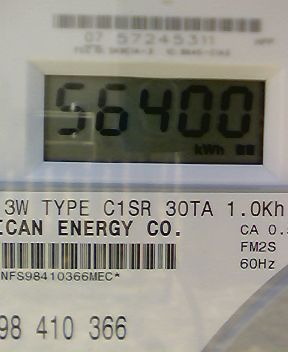 07 57245311
56400
kWh
3W TYPE C1SR 30TA 1.0Kh
ICAN ENERGY CO.
CA 0.
FM2S
60Hz
NFS98410366MEC*
98 410 366